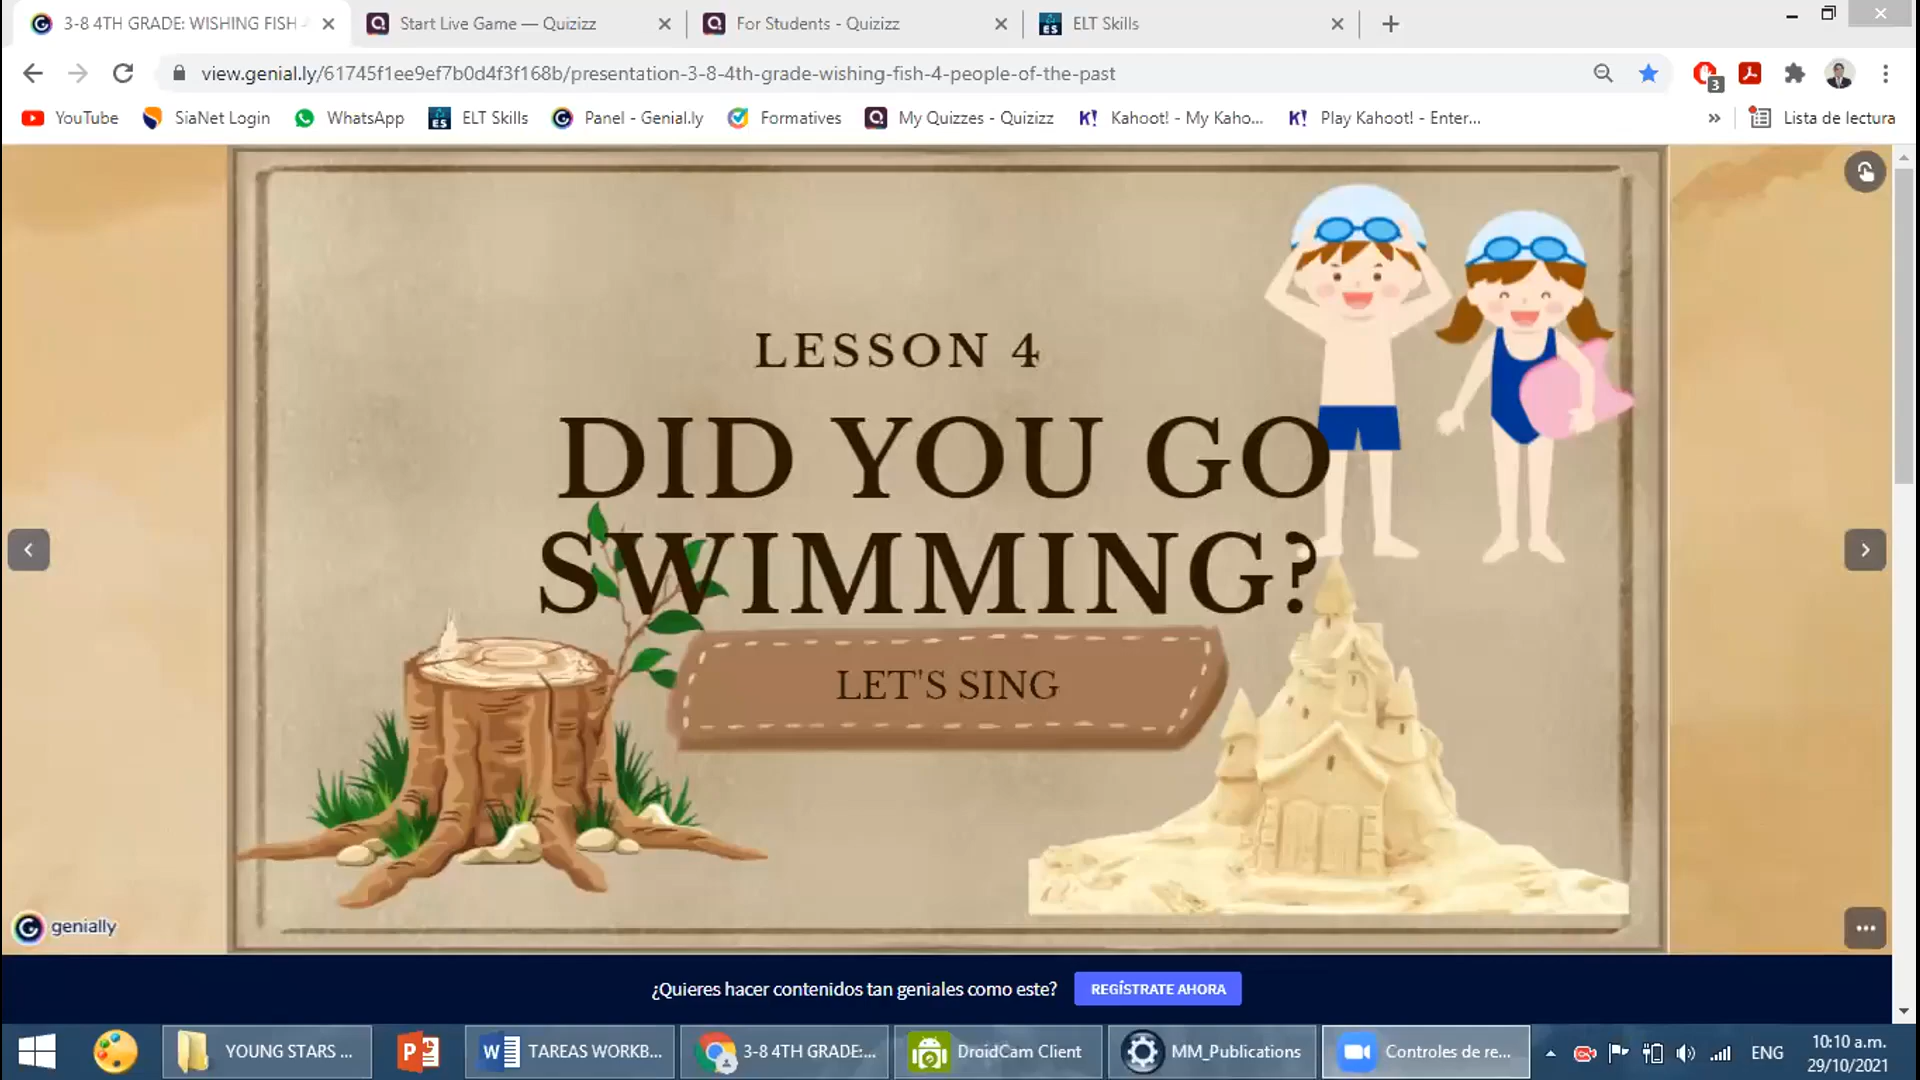 3-8 4TH GRADE: WISHING FISH
Start Live Game — Quizizz
For Students - Quizizz
ELT Skills
view.genial.ly/61745f1ee9ef7b0d4f3f168b/presentation-3-8-4th-grade-wishing-fish-4-people-of-the-past
3
YouTube
SiaNet Login
WhatsApp
ELT Skills
Panel - Genial.ly
Formatives
My Quizzes - Quizizz
Kahoot! - My Kaho...
Play Kahoot! - Enter...
»
Lista de lectura
LESSON 4
DID YOU GO
SWIMMING?
LET'S SING
genially
¿Quieres hacer contenidos tan geniales como este?
REGÍSTRATE AHORA
YOUNG STARS ...
TAREAS WORKB...
3-8 4TH GRADE:...
DroidCam Client
MM_Publications
Controles de re...
ENG
10:10 a.m.
29/10/2021